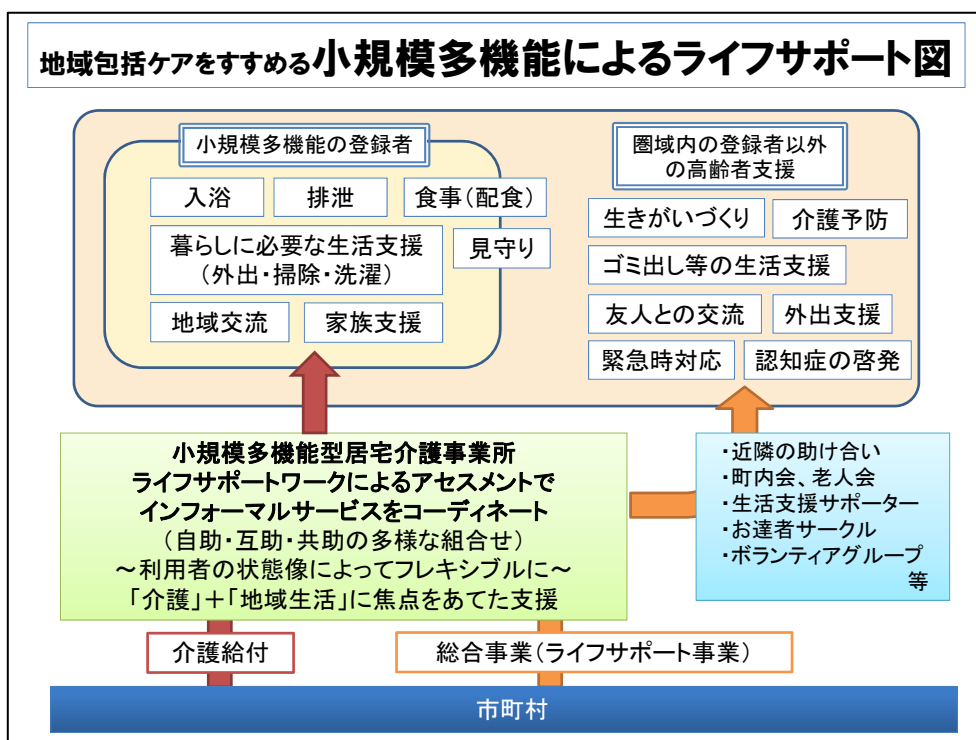 地域包括ケアをすすめる小規模多機能によるライフサポート図
小規模多機能の登録者
入浴
排泄
食事(配食)
暮らしに必要な生活支援
(外出・掃除・洗濯)
見守り
地域交流
家族支援
圏域内の登録者以外
の高齢者支援
生きがいづくり
介護予防
ゴミ出し等の生活支援
友人との交流
外出支援
緊急時対応
認知症の啓発
小規模多機能型居宅介護事業所
ライフサポートワークによるアセスメントで
インフォーマルサービスをコーディネート
(自助・互助・共助の多様な組合せ)
~利用者の状態像によってフレキシブルに~
「介護」+「地域生活」に焦点をあてた支援
・近隣の助け合い
・町内会、老人会
・生活支援サポーター
・お達者サークル
・ボランティアグループ
等
介護給付
総合事業(ライフサポート事業)
市町村